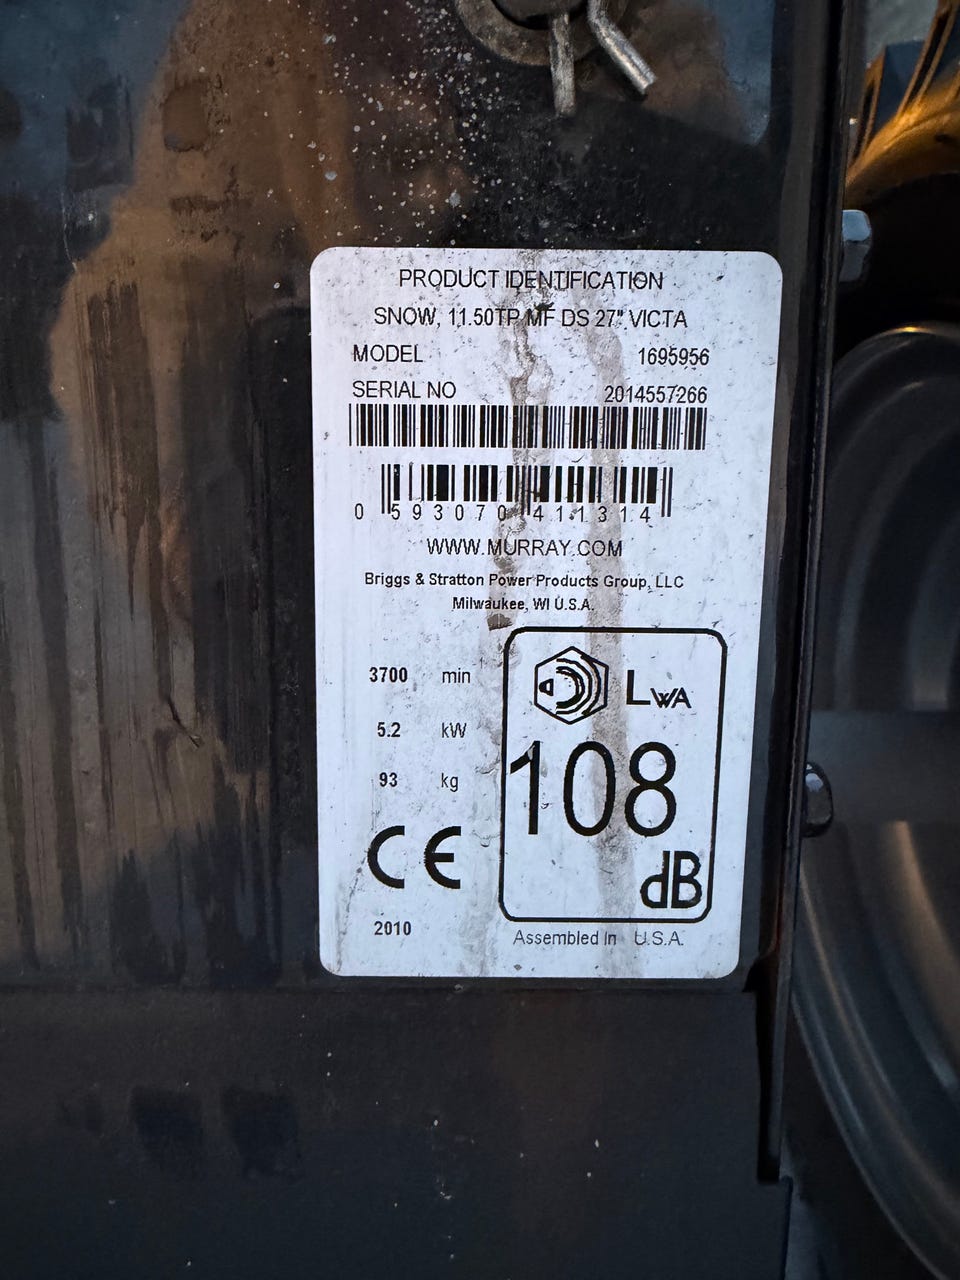 PRODUCT IDENTIFICATION
SNOW, 11.50TP MF DS 27" VICTA
MODEL 1695956
SERIAL NO 2014557266
0 593070 411314
WWW.MURRAY.COM
Briggs & Stratton Power Products Group, LLC
Milwaukee, WI U.S.A.
3700 min
5.2 kW
93 kg
CE
2010
LWA
108
dB
Assembled In U.S.A.